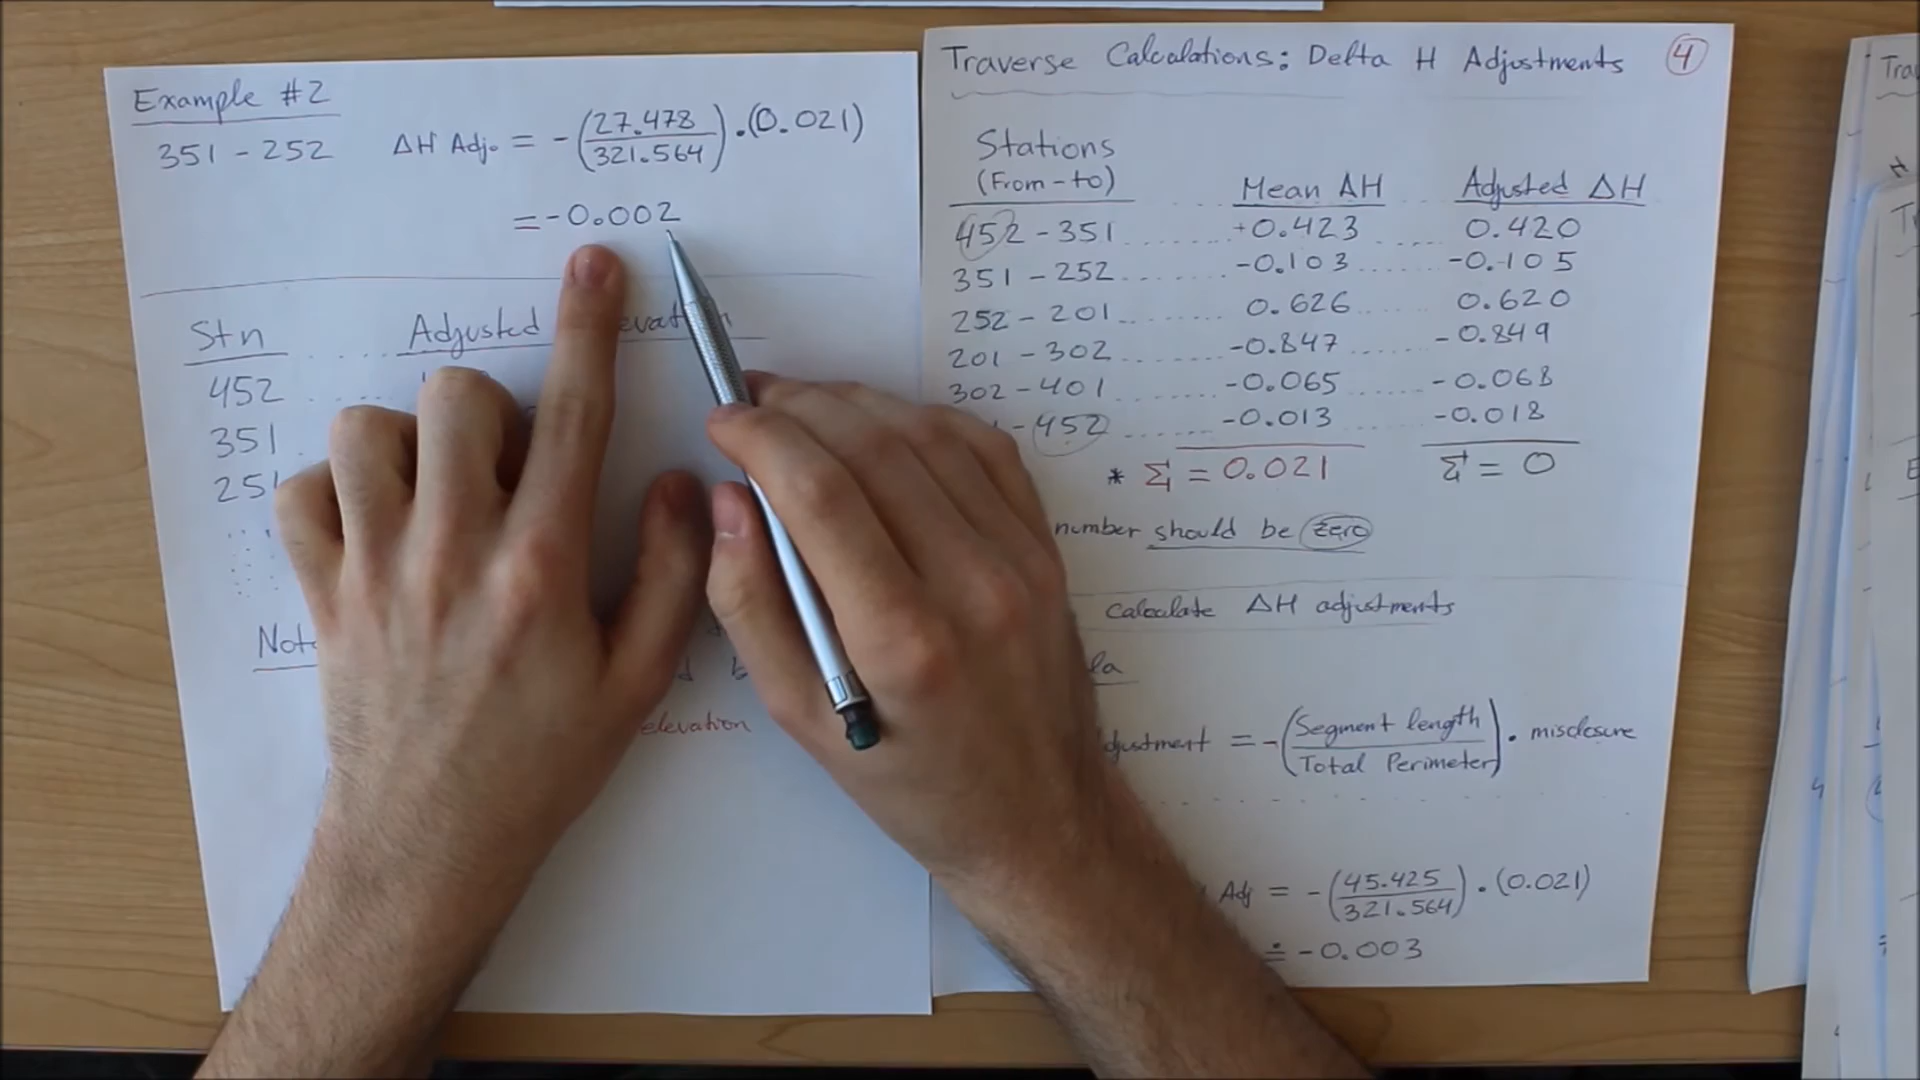 Example #2
351 - 252 ΔH Adj. = -(27.478/321.564)·(0.021)
= -0.002
Stn Adjusted
452
351
251
elevation
Traverse Calculations: Delta H Adjustments 4
Stations
(From - to) Mean ΔH Adjusted ΔH
452 - 351 +0.423 0.420
351 - 252 -0.103 -0.105
252 - 201 0.626 0.620
201 - 302 -0.847 -0.849
302 - 401 -0.065 -0.068
- 452 -0.013 -0.018
* Σ = 0.021 Σ = 0
number should be zero
calculate ΔH adjustments
= -(Segment length/Total Perimeter)· misclosure
Adj = -(45.425/321.564)·(0.021)
≐ -0.003